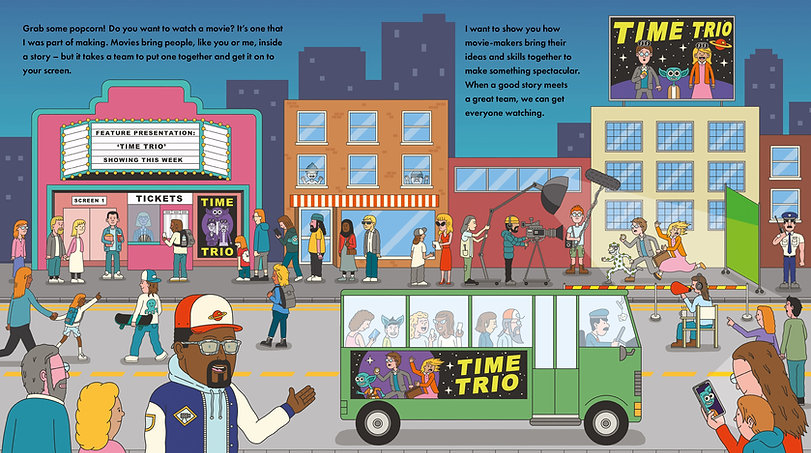 Grab some popcorn! Do you want to watch a movie? It's one that
I was part of making. Movies bring people, like you or me, inside
a story – but it takes a team to put one together and get it on to
your screen.
I want to show you how
movie-makers bring their
ideas and skills together to
make something spectacular.
When a good story meets
a great team, we can get
everyone watching.
TIME TRIO
FEATURE PRESENTATION:
'TIME TRIO'
SHOWING THIS WEEK
SCREEN 1
TICKETS
TIME
TRIO
TIME
TRIO